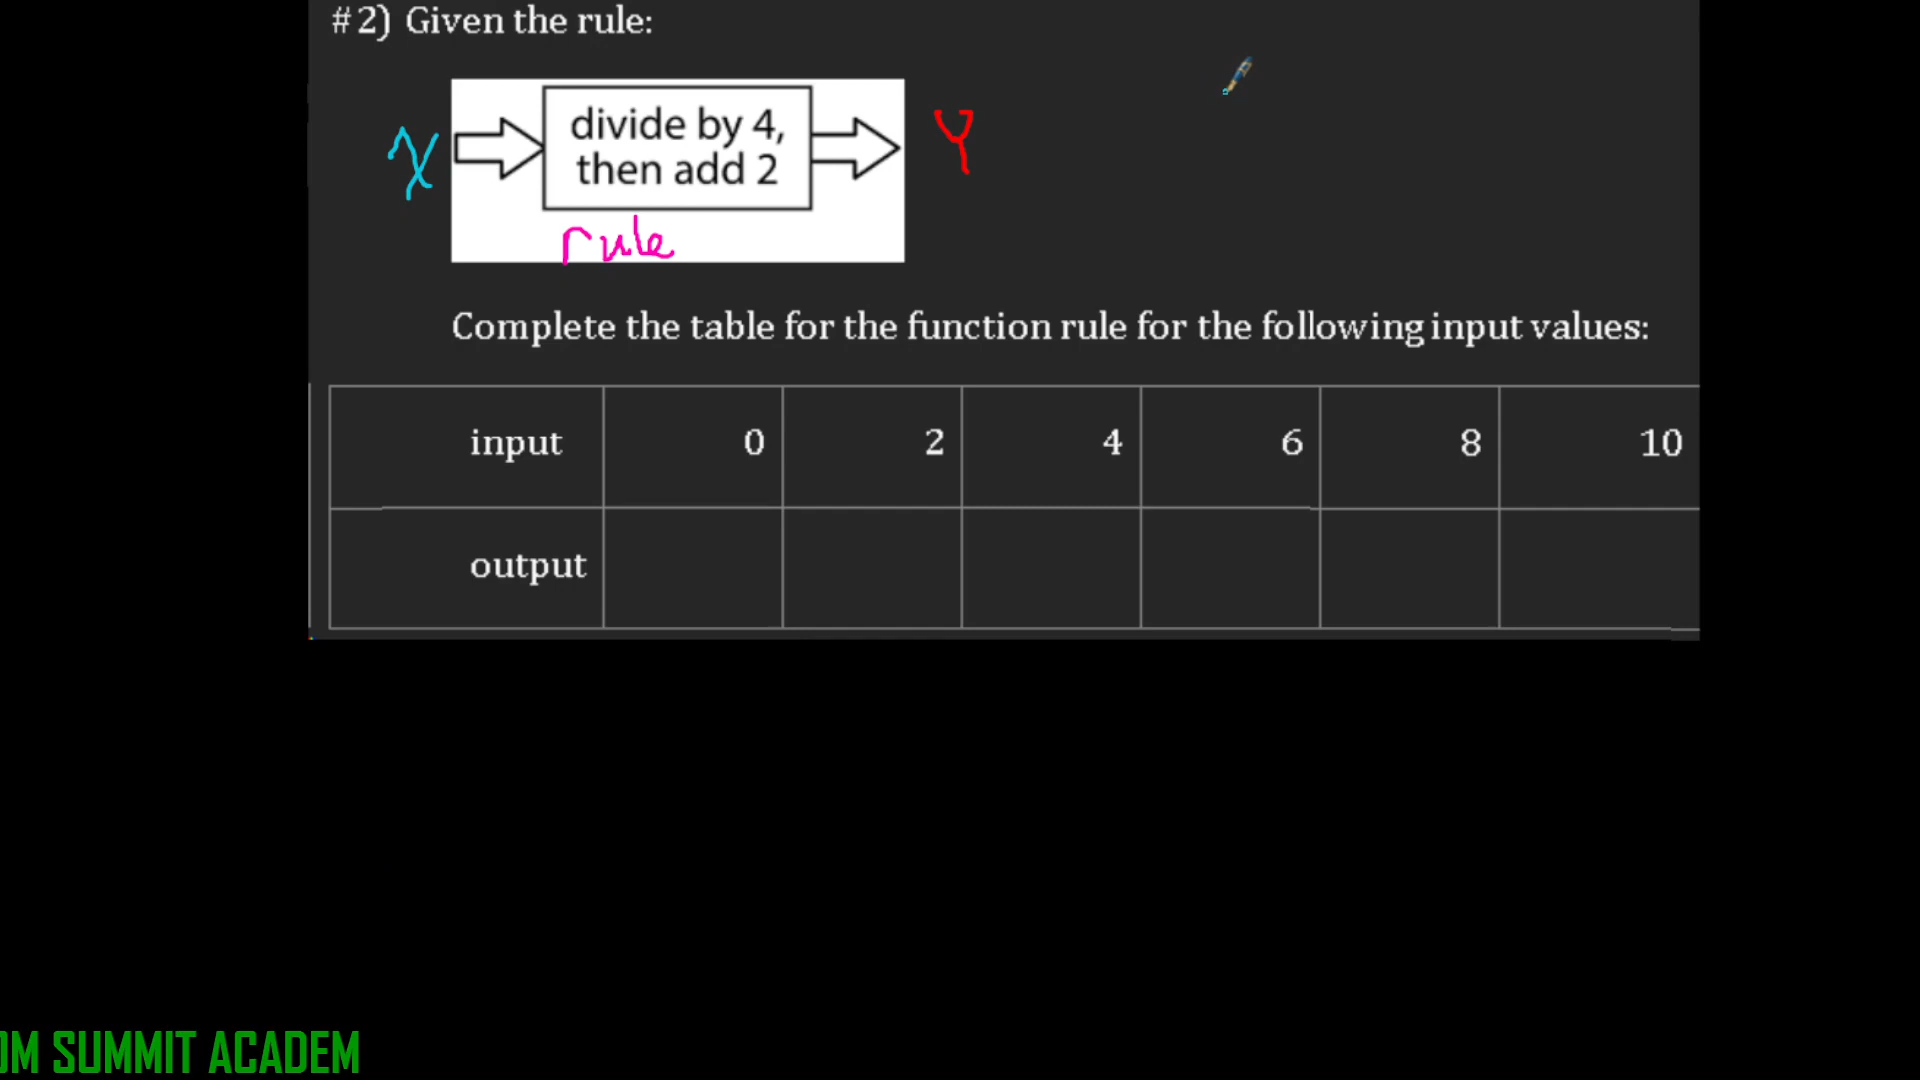 #2) Given the rule:
divide by 4,
then add 2
x
Y
rule
Complete the table for the function rule for the following input values:
input 0 2 4 6 8 10
output
OM SUMMIT ACADEM